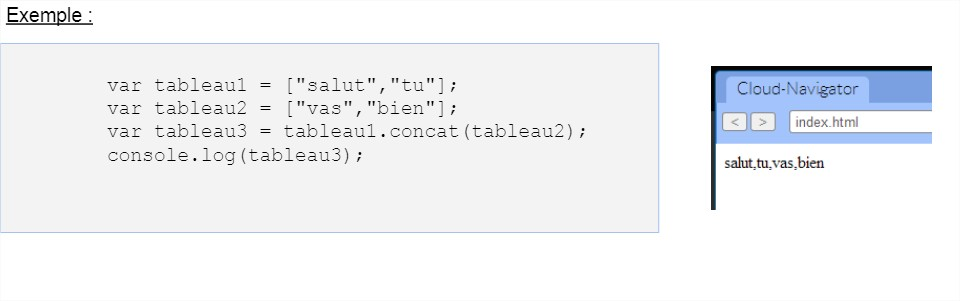 Exemple :
var tableau1 = ["salut","tu"];
var tableau2 = ["vas","bien"];
var tableau3 = tableau1.concat(tableau2);
console.log(tableau3);
Cloud-Navigator
< > index.html
salut,tu,vas,bien